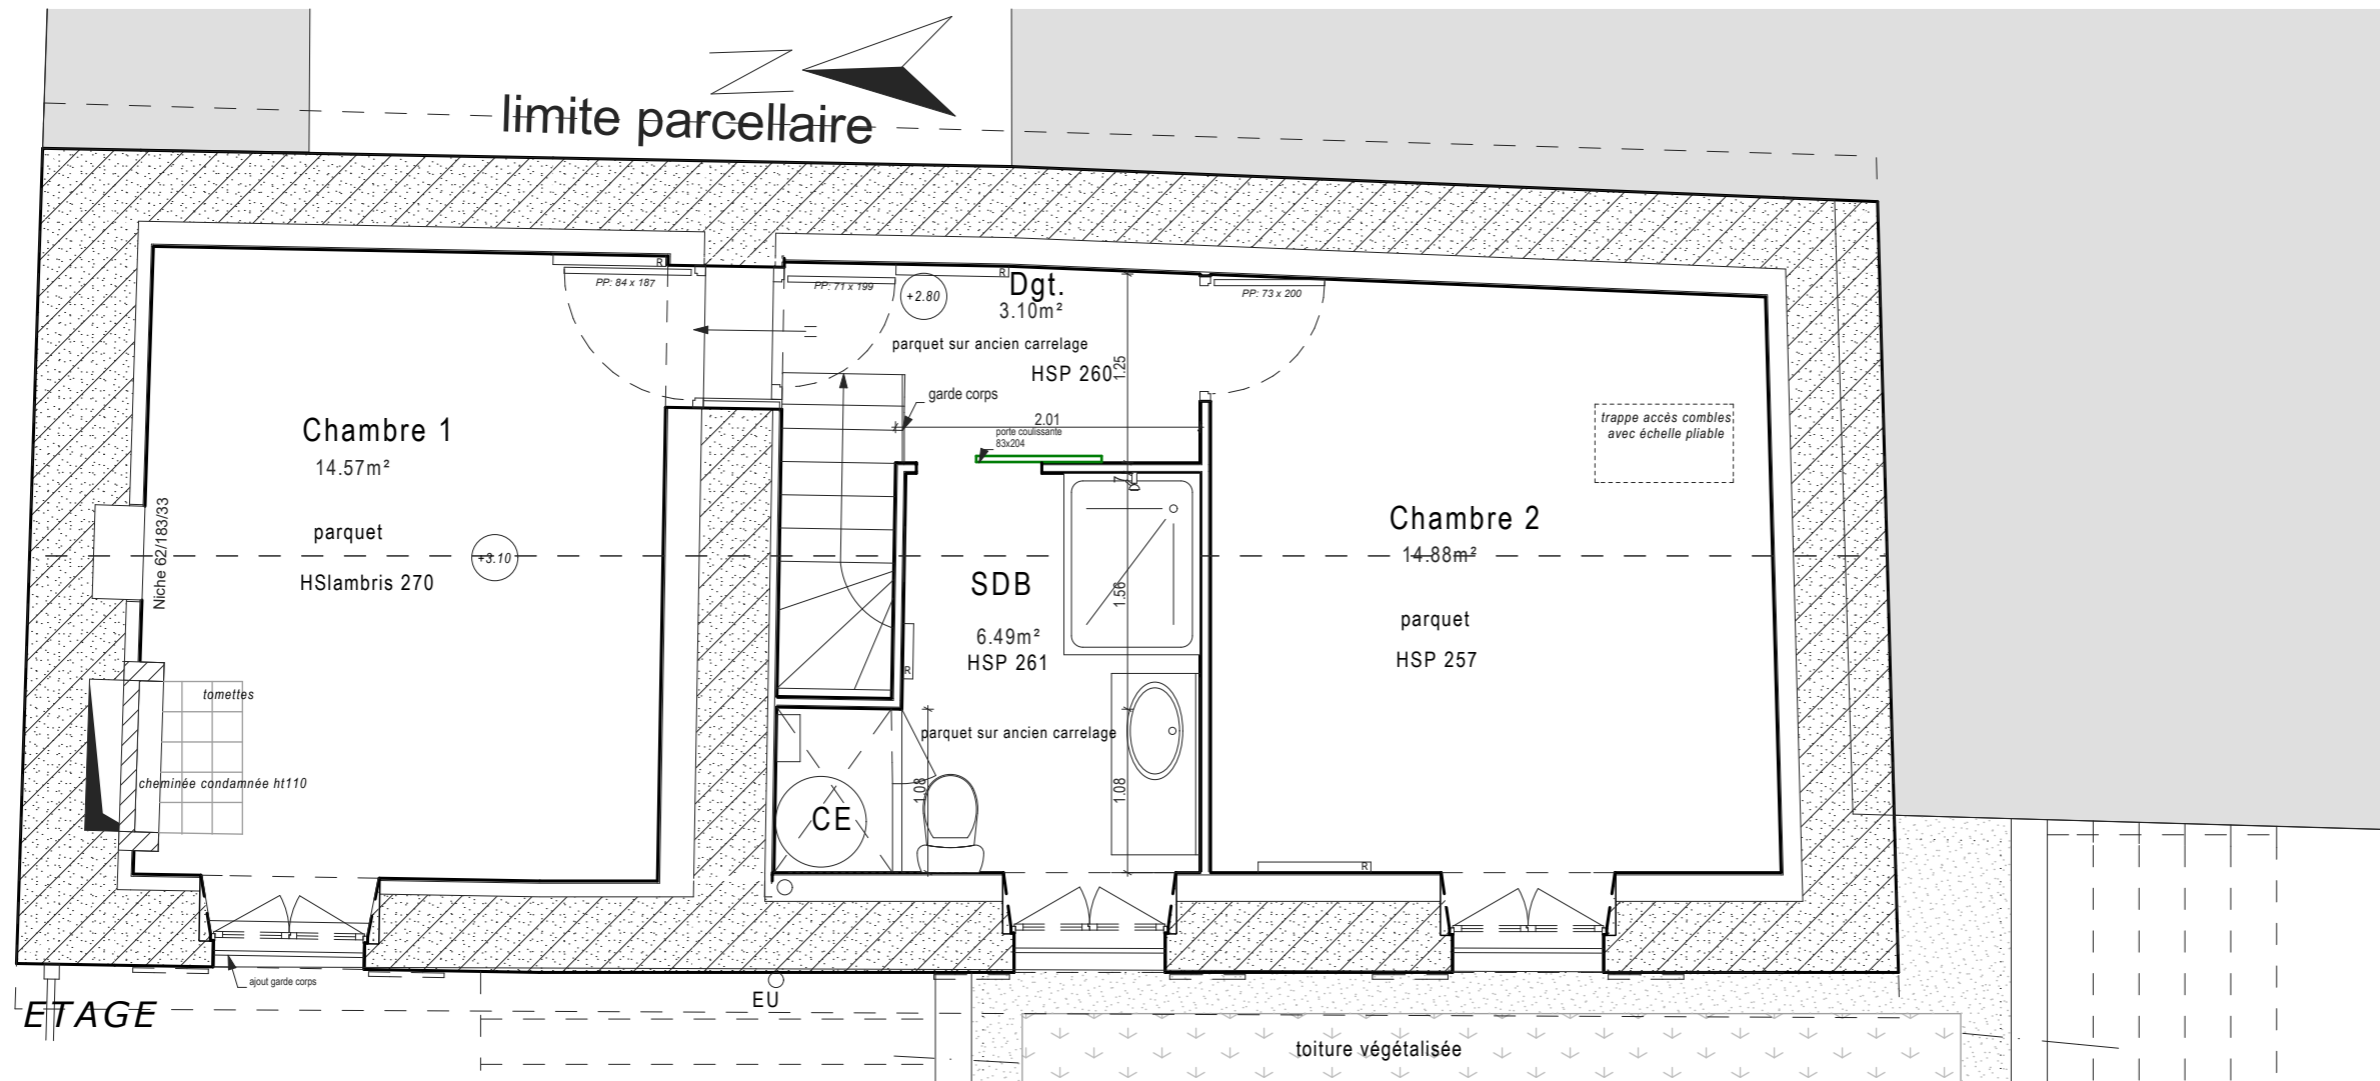 limite parcellaire
PP: 84 x 187
R
PP: 71 x 199
+2.80
R
Dgt.
3.10m²
PP: 73 x 200
parquet sur ancien carrelage
HSP 260
1.25
garde corps
2.01
porte coulissante
83x204
trappe accès combles
avec échelle pliable
Chambre 1
14.57m²
parquet
+3.10
HSlambris 270
Niche 62/183/33
7
Chambre 2
14.88m²
parquet
HSP 257
SDB
6.49m²
HSP 261
1.56
R
tomettes
cheminée condamnée ht110
parquet sur ancien carrelage
1.08
1.08
CE
R
ajout garde corps
EU
ETAGE
toiture végétalisée